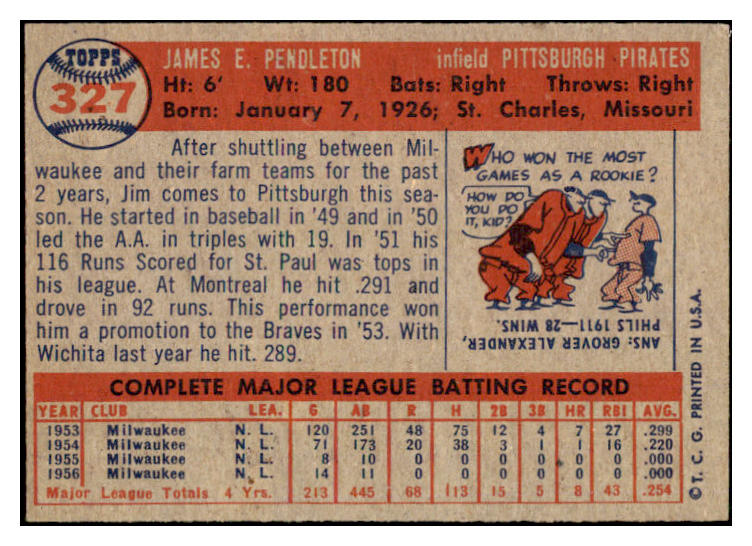 TOPPS
327
JAMES E. PENDLETON infield PITTSBURGH PIRATES
Ht: 6' Wt: 180 Bats: Right Throws: Right
Born: January 7, 1926; St. Charles, Missouri
After shuttling between Mil-
waukee and their farm teams for the
past 2 years, Jim comes to Pittsburgh this sea-
son. He started in baseball in '49 and in '50
led the A.A. in triples with 19. In '51 his
116 Runs Scored for St. Paul was tops in
his league. At Montreal he hit .291 and
drove in 92 runs. This performance won
him a promotion to the Braves in '53. With
Wichita last year he hit. 289.
WHO WON THE MOST
GAMES AS A ROOKIE?
HOW DO
YOU DO
IT, KID?
ANS: GROVER ALEXANDER,
PHILS 1911—28 WINS.
COMPLETE MAJOR LEAGUE BATTING RECORD
YEAR CLUB LEA. G AB R H 2B 3B HR RBI AVG.
1953 Milwaukee N. L. 120 251 48 75 12 4 7 27 .299
1954 Milwaukee N. L. 71 173 20 38 3 1 1 16 .220
1955 Milwaukee N. L. 8 10 0 0 0 0 0 0 .000
1956 Milwaukee N. L. 14 11 0 0 0 0 0 0 .000
Major League Totals 4 Yrs. 213 445 68 113 15 5 8 43 .254
© T. C. G. PRINTED IN U.S.A.